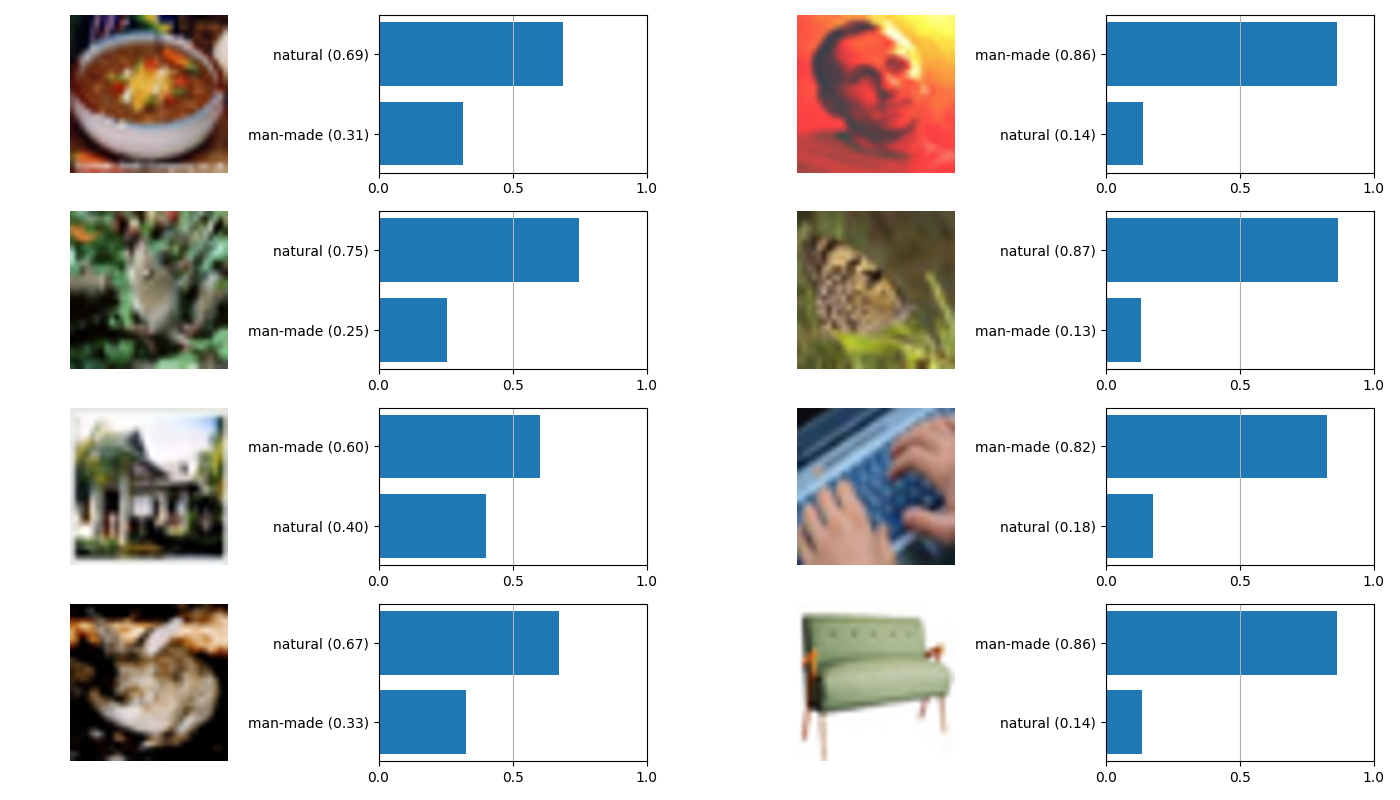 natural (0.69)
man-made (0.31)
0.0 0.5 1.0
man-made (0.86)
natural (0.14)
0.0 0.5 1.0
natural (0.75)
man-made (0.25)
0.0 0.5 1.0
natural (0.87)
man-made (0.13)
0.0 0.5 1.0
man-made (0.60)
natural (0.40)
0.0 0.5 1.0
man-made (0.82)
natural (0.18)
0.0 0.5 1.0
natural (0.67)
man-made (0.33)
0.0 0.5 1.0
man-made (0.86)
natural (0.14)
0.0 0.5 1.0